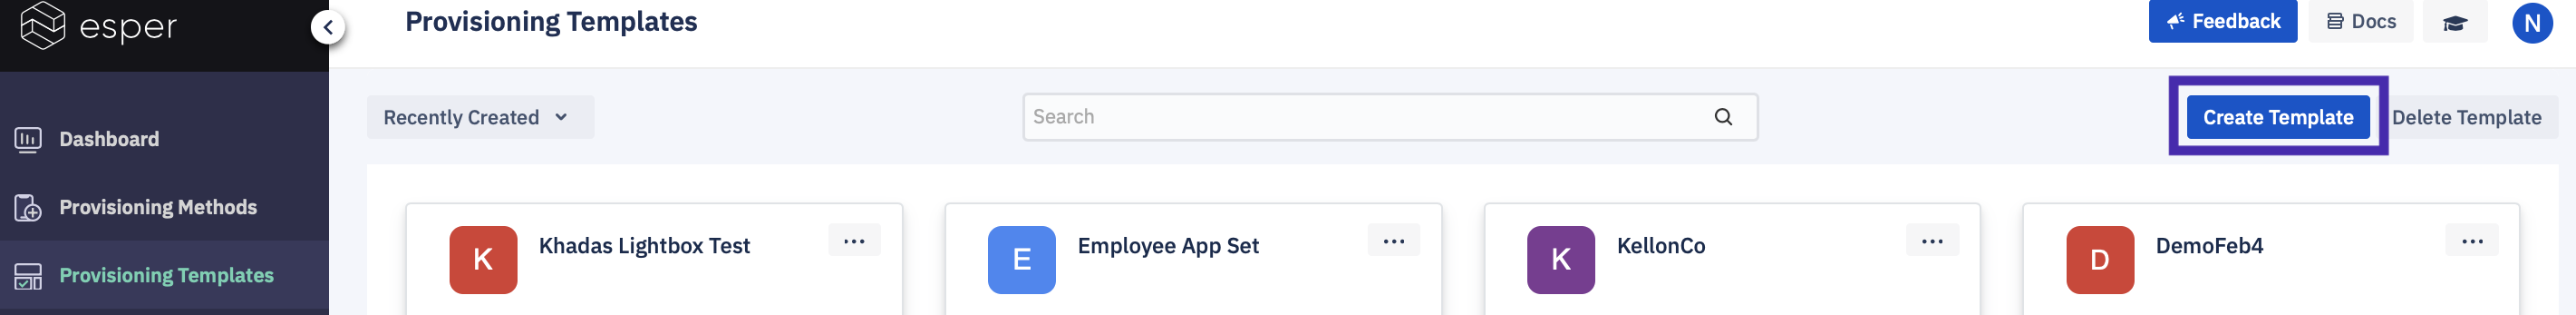 esper
Provisioning Templates
Feedback
Docs
N
Dashboard
Provisioning Methods
Provisioning Templates
Recently Created
Search
Create Template
Delete Template
K
Khadas Lightbox Test
...
E
Employee App Set
...
K
KellonCo
...
D
DemoFeb4
...